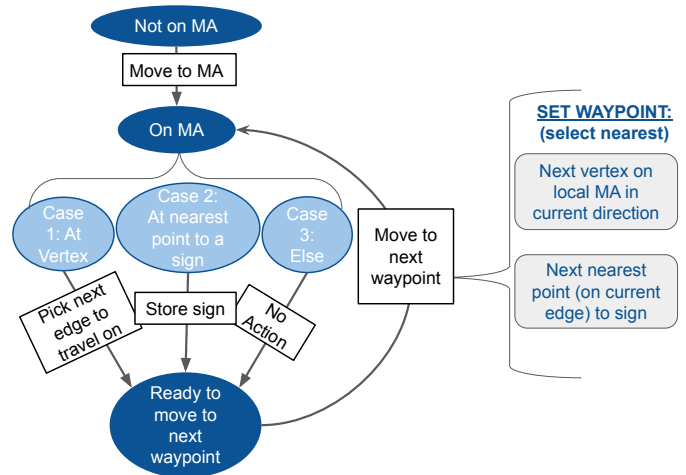 Not on MA
Move to MA
On MA
Case
1: At
Vertex
Case 2:
At nearest
point to a
sign
Case
3:
Else
Pick next
edge to
travel on
Store sign
No
Action
Ready to
move to
next
waypoint
Move to
next
waypoint
SET WAYPOINT:
(select nearest)
Next vertex on
local MA in
current direction
Next nearest
point (on current
edge) to sign